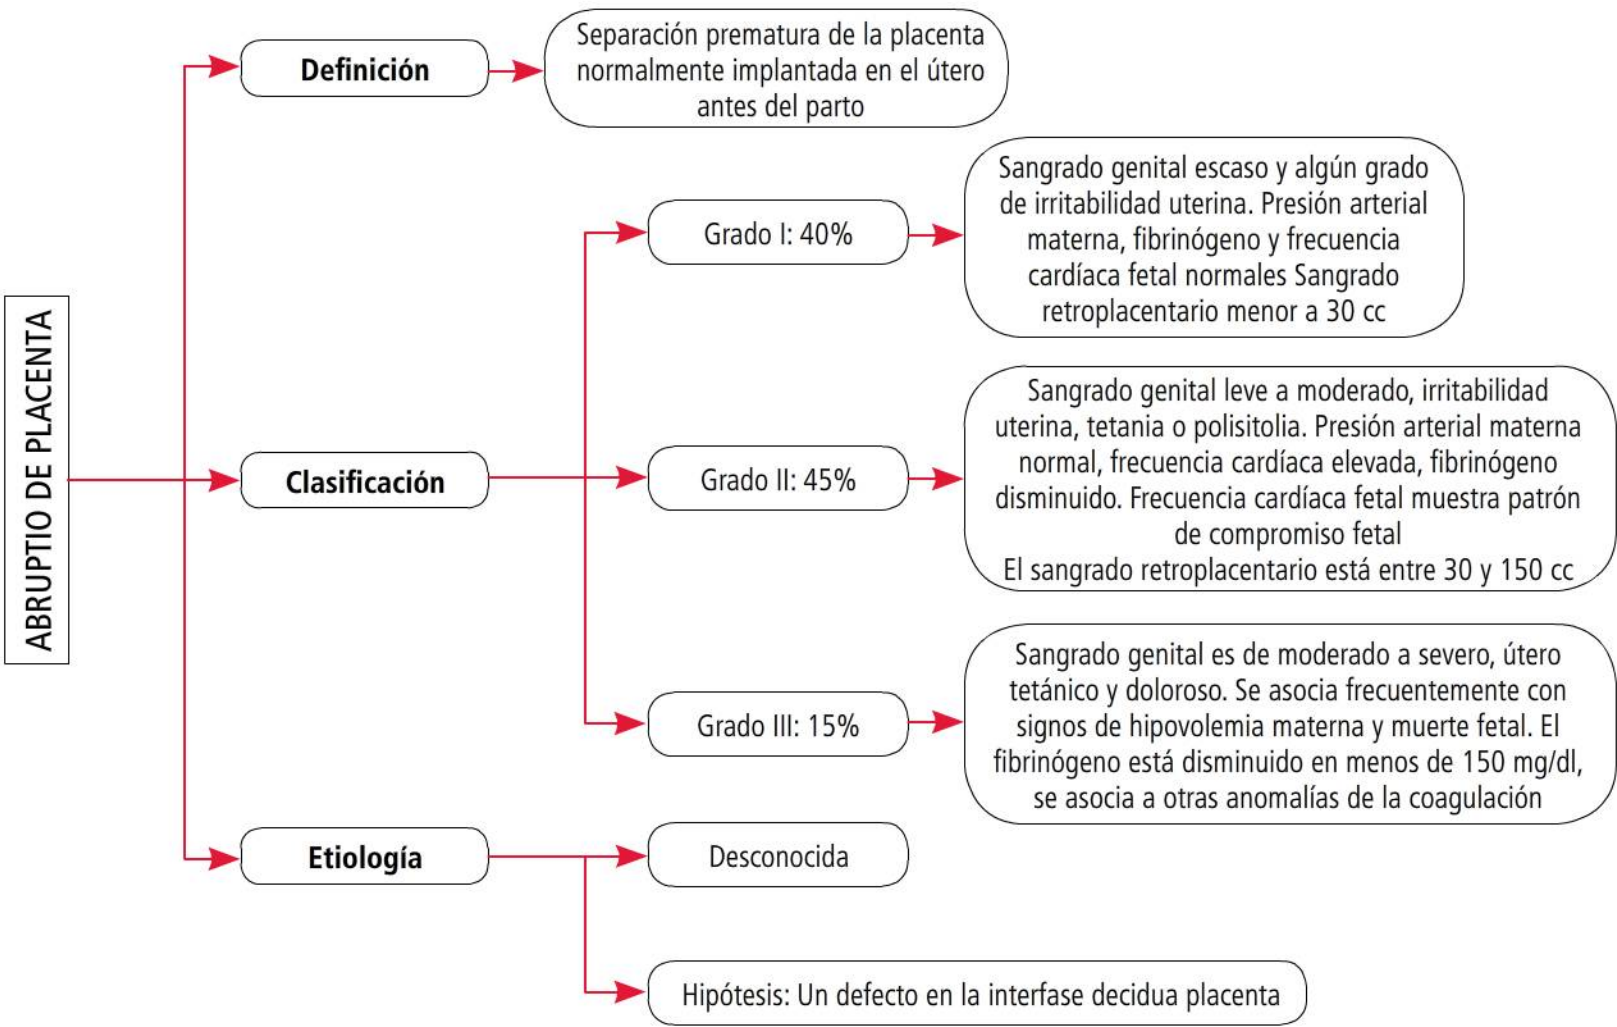 ABRUPTIO DE PLACENTA
Definición
Separación prematura de la placenta
normalmente implantada en el útero
antes del parto
Clasificación
Grado I: 40%
Sangrado genital escaso y algún grado
de irritabilidad uterina. Presión arterial
materna, fibrinógeno y frecuencia
cardíaca fetal normales Sangrado
retroplacentario menor a 30 cc
Grado II: 45%
Sangrado genital leve a moderado, irritabilidad
uterina, tetania o polisitolia. Presión arterial materna
normal, frecuencia cardíaca elevada, fibrinógeno
disminuido. Frecuencia cardíaca fetal muestra patrón
de compromiso fetal
El sangrado retroplacentario está entre 30 y 150 cc
Grado III: 15%
Sangrado genital es de moderado a severo, útero
tetánico y doloroso. Se asocia frecuentemente con
signos de hipovolemia materna y muerte fetal. El
fibrinógeno está disminuido en menos de 150 mg/dl,
se asocia a otras anomalías de la coagulación
Etiología
Desconocida
Hipótesis: Un defecto en la interfase decidua placenta